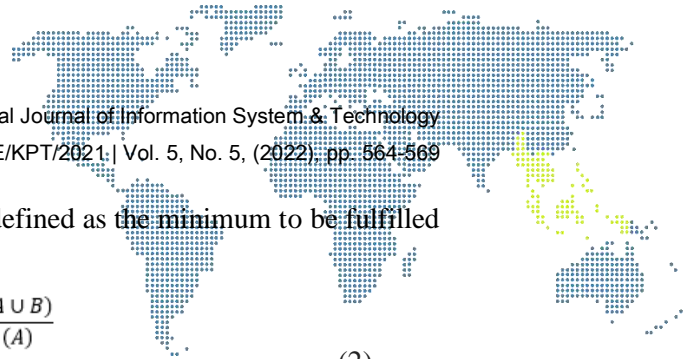 al Journal of Information System & Technology
E/KPT/2021 | Vol. 5, No. 5, (2022), pp. 564-569
defined as the minimum to be fulfilled
∪ B)
(A)
(2)